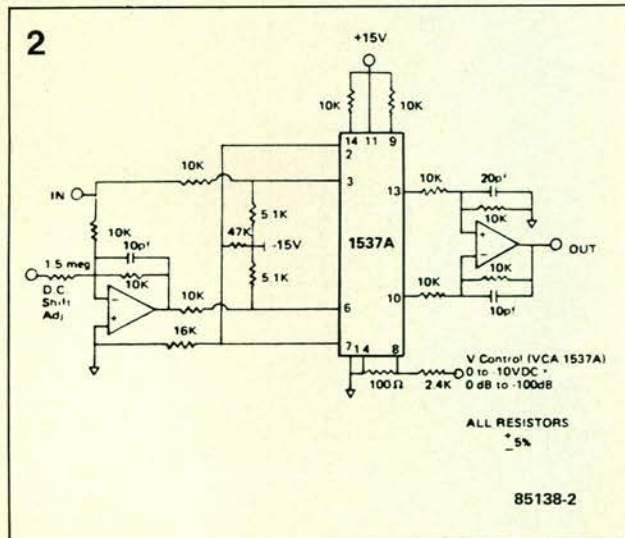 2
+15V
10K
10K
14
11
9
2
10K
3
13
10K
20pf
IN
5.1K
10K
10K
47K
-15V
1537A
+
OUT
10pf
1.5 meg
-
10K
5.1K
10K
D.C.
Shift
Adj
-
+
10K
6
10
10K
10pf
16K
7
1 4
8
100Ω
2.4K
V Control (VCA 1537A)
0 to -10VDC *
0 dB to -100dB
ALL RESISTORS
± 5%
85138-2